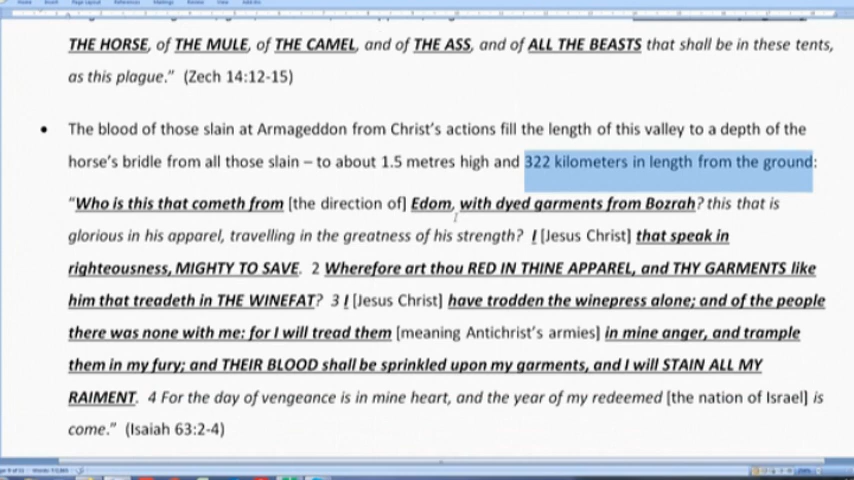 Home Insert Page Layout References Mailings Review View Add-Ins
THE HORSE, of THE MULE, of THE CAMEL, and of THE ASS, and of ALL THE BEASTS that shall be in these tents,
as this plague.” (Zech 14:12-15)
• The blood of those slain at Armageddon from Christ’s actions fill the length of this valley to a depth of the
horse’s bridle from all those slain – to about 1.5 metres high and 322 kilometers in length from the ground:
“Who is this that cometh from [the direction of] Edom, with dyed garments from Bozrah? this that is
glorious in his apparel, travelling in the greatness of his strength? I [Jesus Christ] that speak in
righteousness, MIGHTY TO SAVE. 2 Wherefore art thou RED IN THINE APPAREL, and THY GARMENTS like
him that treadeth in THE WINEFAT? 3 I [Jesus Christ] have trodden the winepress alone; and of the people
there was none with me: for I will tread them [meaning Antichrist’s armies] in mine anger, and trample
them in my fury; and THEIR BLOOD shall be sprinkled upon my garments, and I will STAIN ALL MY
RAIMENT. 4 For the day of vengeance is in mine heart, and the year of my redeemed [the nation of Israel] is
come.” (Isaiah 63:2-4)